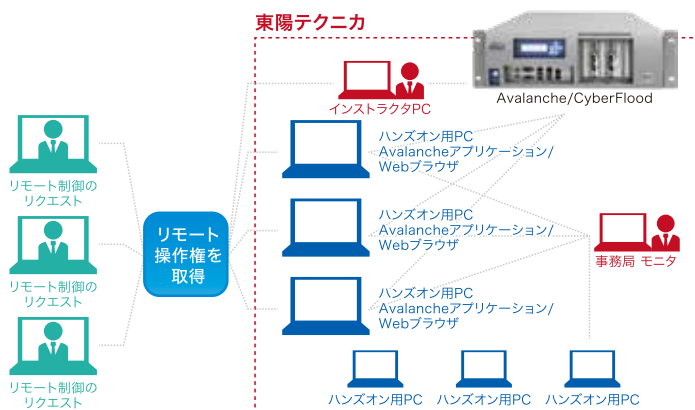 東陽テクニカ
Avalanche/CyberFlood
インストラクタPC
ハンズオン用PC
Avalancheアプリケーション/
Webブラウザ
ハンズオン用PC
Avalancheアプリケーション/
Webブラウザ
ハンズオン用PC
Avalancheアプリケーション/
Webブラウザ
リモート制御の
リクエスト
リモート制御の
リクエスト
リモート制御の
リクエスト
リモート
操作権を
取得
事務局 モニタ
ハンズオン用PC
ハンズオン用PC
ハンズオン用PC